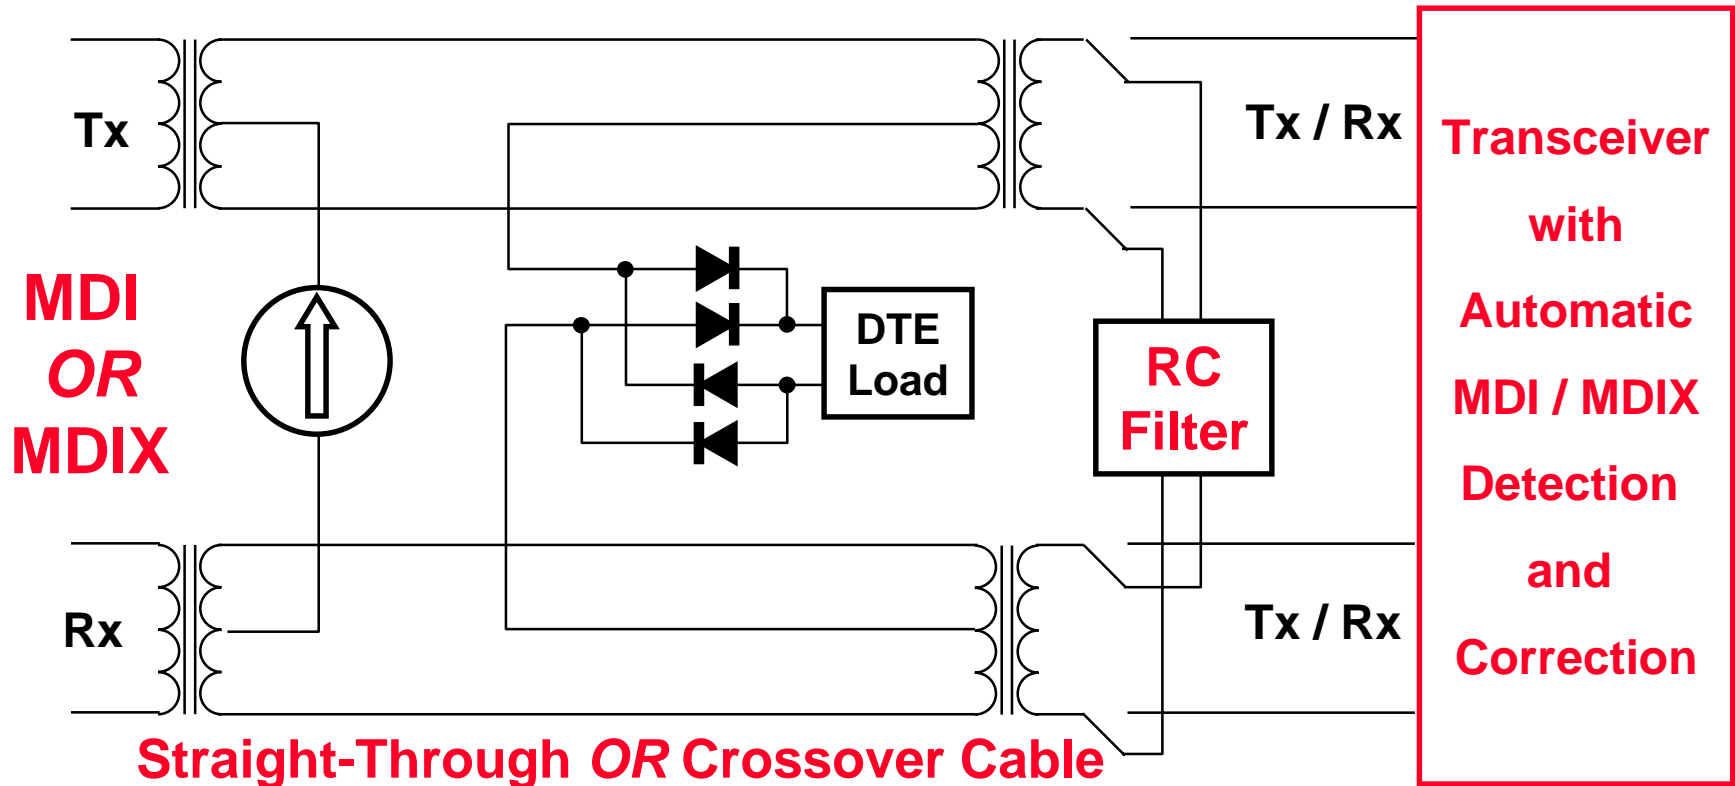 Tx
Rx
MDI
OR
MDIX
DTE
Load
RC
Filter
Tx / Rx
Tx / Rx
Transceiver
with
Automatic
MDI / MDIX
Detection
and
Correction
Straight-Through OR Crossover Cable